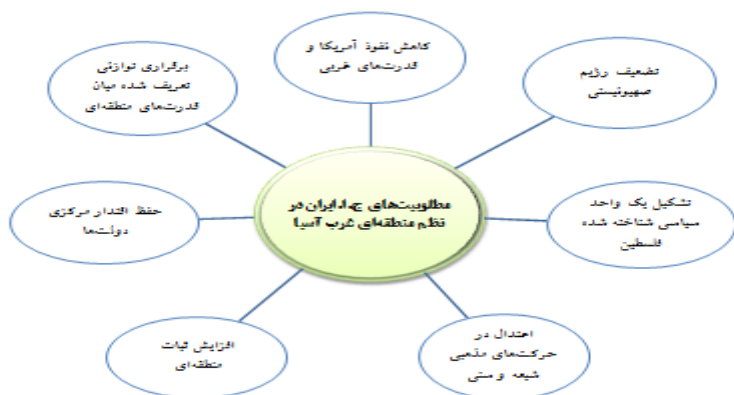 کاهش نفوذ آمریکا و
قدرت‌های غربی
تضعیف رژیم
صهیونیستی
تشکیل یک واحد
سیاسی شناخته شده
فلسطین
اعتدال در
حرکت‌های مذهبی
شیعه و سنی
افزایش ثبات
منطقه‌ای
حفظ اقتدار مرکزی
دولت‌ها
برقراری توازنی
تعریف شده میان
قدرت‌های منطقه‌ای
مطلوبیت‌های ج.ا.ایران در
نظم منطقه‌ای غرب آسیا